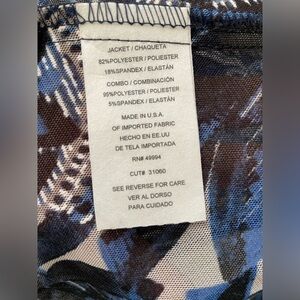 JACKET / CHAQUETA
82%POLYESTER / POLIESTER
18%SPANDEX / ELASTÁN
COMBO / COMBINACIÓN
95%POLYESTER / POLIESTER
5%SPANDEX / ELASTÁN
MADE IN U.S.A.
OF IMPORTED FABRIC
HECHO EN EE.UU
DE TELA IMPORTADA
RN# 49994
CUT# 31060
SEE REVERSE FOR CARE
VER AL DORSO
PARA CUIDADO